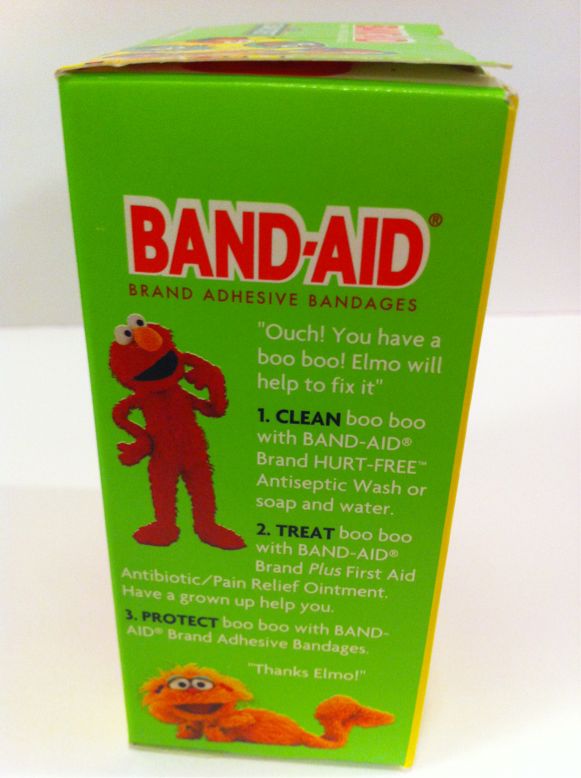 BAND-AID®
BRAND ADHESIVE BANDAGES
"Ouch! You have a
boo boo! Elmo will
help to fix it"
1. CLEAN boo boo
with BAND-AID®
Brand HURT-FREE™
Antiseptic Wash or
soap and water.
2. TREAT boo boo
with BAND-AID®
Brand Plus First Aid
Antibiotic/Pain Relief Ointment.
Have a grown up help you.
3. PROTECT boo boo with BAND-
AID® Brand Adhesive Bandages.
"Thanks Elmo!"